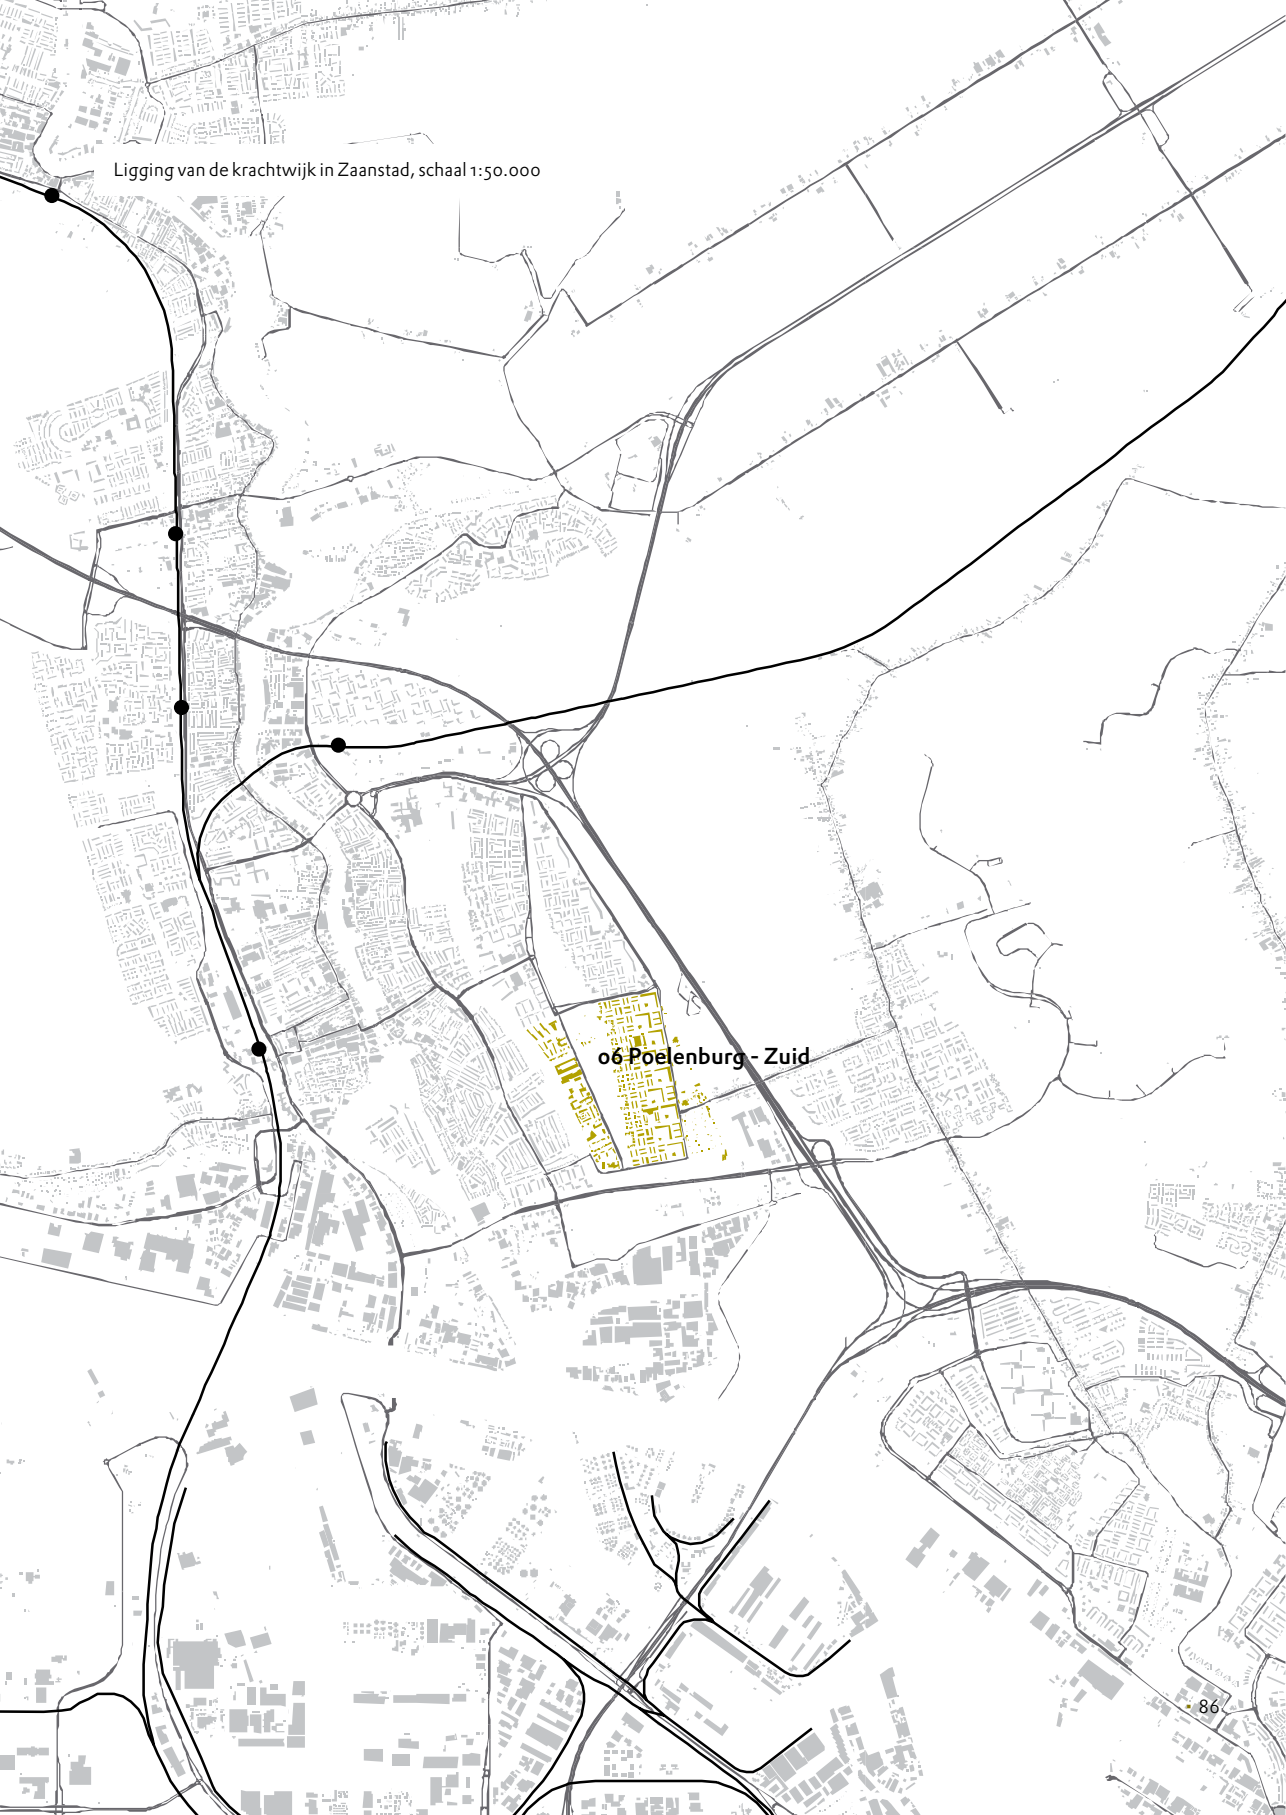 Ligging van de krachtwijk in Zaanstad, schaal 1:50.000
06 Poelenburg - Zuid
86